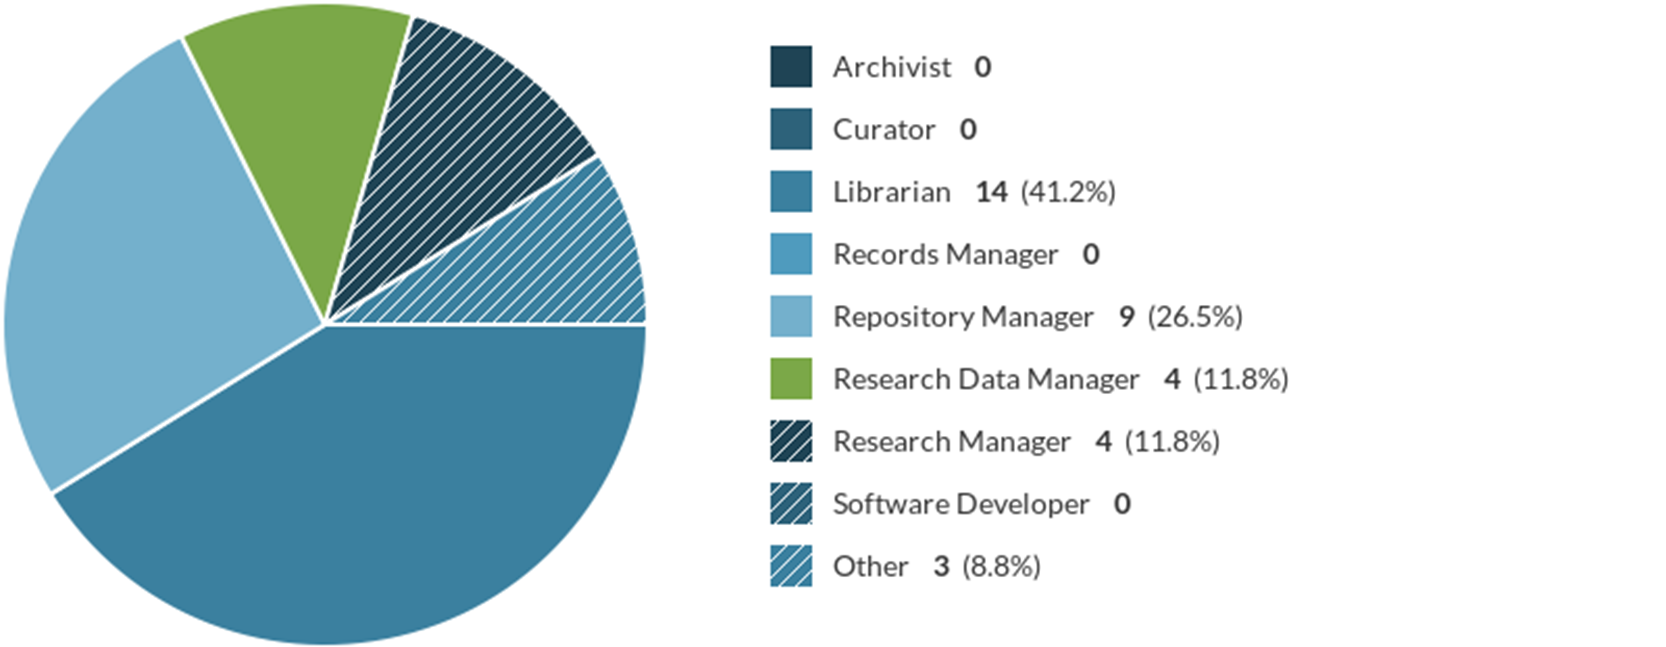 Archivist 0
Curator 0
Librarian 14 (41.2%)
Records Manager 0
Repository Manager 9 (26.5%)
Research Data Manager 4 (11.8%)
Research Manager 4 (11.8%)
Software Developer 0
Other 3 (8.8%)